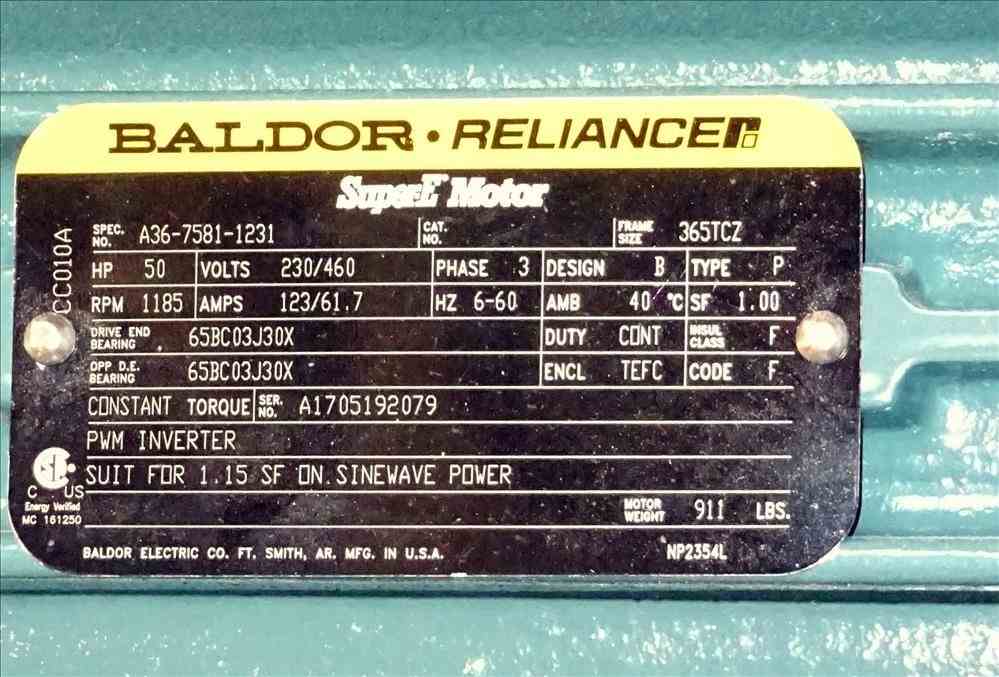 BALDOR · RELIANCE
SuperE Motor
CC010A
SPEC. NO. A36-7581-1231 CAT. NO. FRAME SIZE 365TCZ
HP 50 VOLTS 230/460 PHASE 3 DESIGN B TYPE P
RPM 1185 AMPS 123/61.7 HZ 6-60 AMB 40 °C SF 1.00
DRIVE END BEARING 65BC03J30X DUTY CONT INSUL CLASS F
OPP D.E. BEARING 65BC03J30X ENCL TEFC CODE F
CONSTANT TORQUE SER. NO. A1705192079
PWM INVERTER
SUIT FOR 1.15 SF ON SINEWAVE POWER
C US
Energy Verified
MC 161250
MOTOR WEIGHT 911 LBS.
BALDOR ELECTRIC CO. FT. SMITH, AR. MFG. IN U.S.A. NP2354L